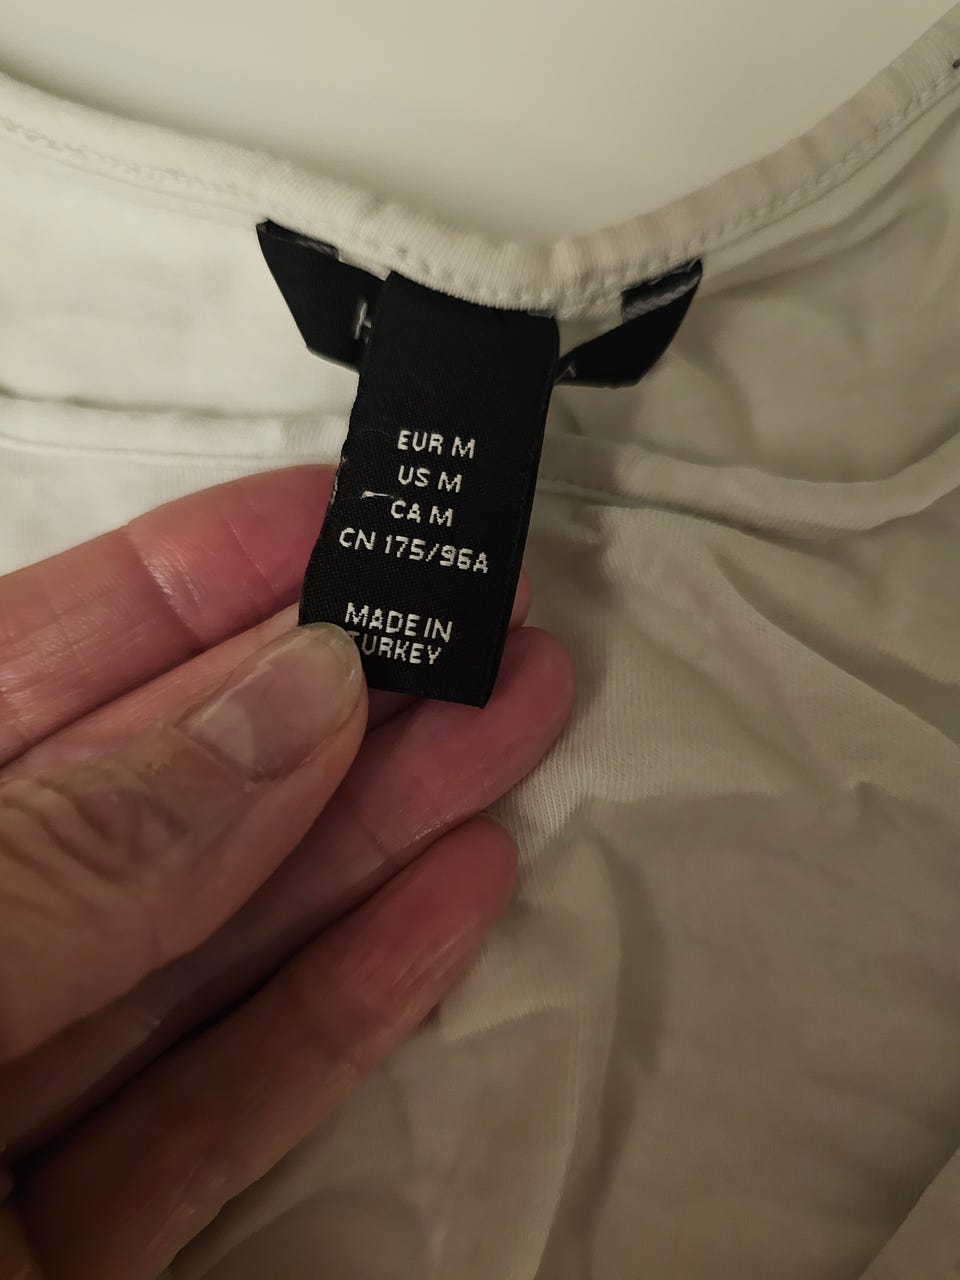 H
EUR M
US M
CA M
CN 175/96A
MADE IN
TURKEY